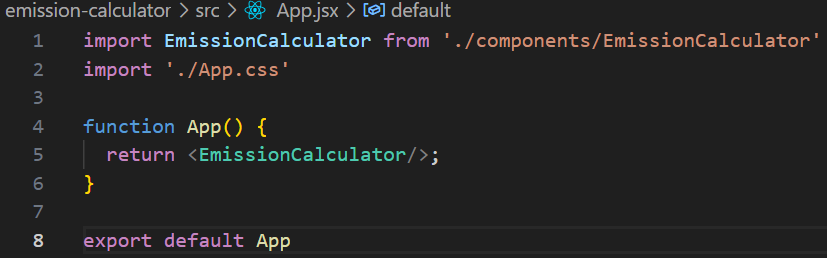 emission-calculator > src > App.jsx > default
1 import EmissionCalculator from './components/EmissionCalculator'
2 import './App.css'
3
4 function App() {
5   return <EmissionCalculator/>;
6 }
7
8 export default App